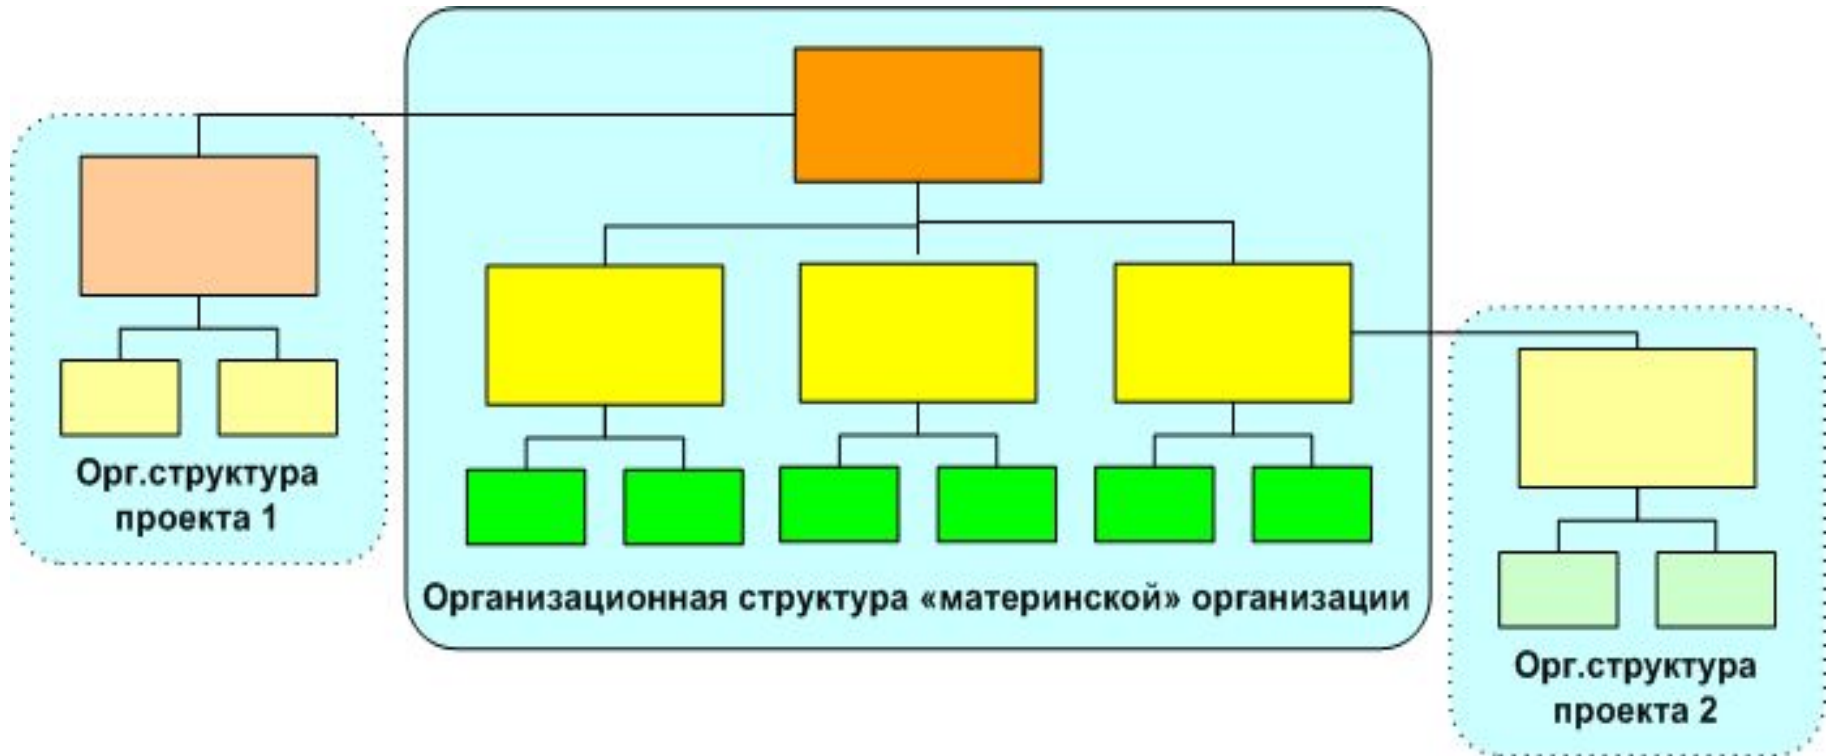 Орг.структура
проекта 1
Организационная структура «материнской» организации
Орг.структура
проекта 2